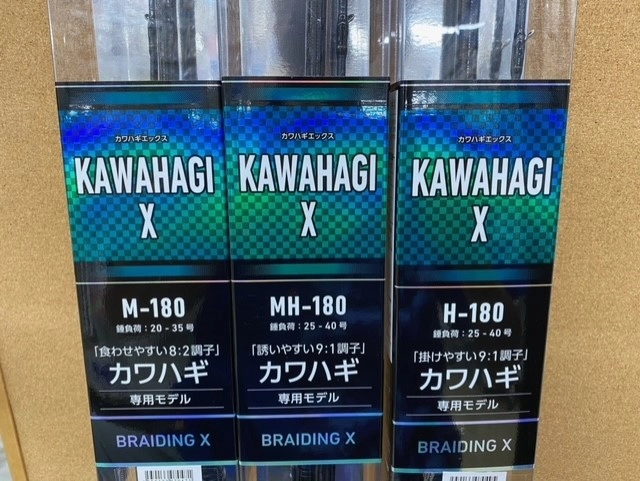 カワハギエックス
KAWAHAGI
X
M-180
錘負荷：20-35号
「食わせやすい8:2調子」
カワハギ
専用モデル
BRAIDING X
カワハギエックス
KAWAHAGI
X
MH-180
錘負荷：25-40号
「誘いやすい9:1調子」
カワハギ
専用モデル
BRAIDING X
カワハギエックス
KAWAHAGI
X
H-180
錘負荷：25-40号
「掛けやすい9:1調子」
カワハギ
専用モデル
BRAIDING X